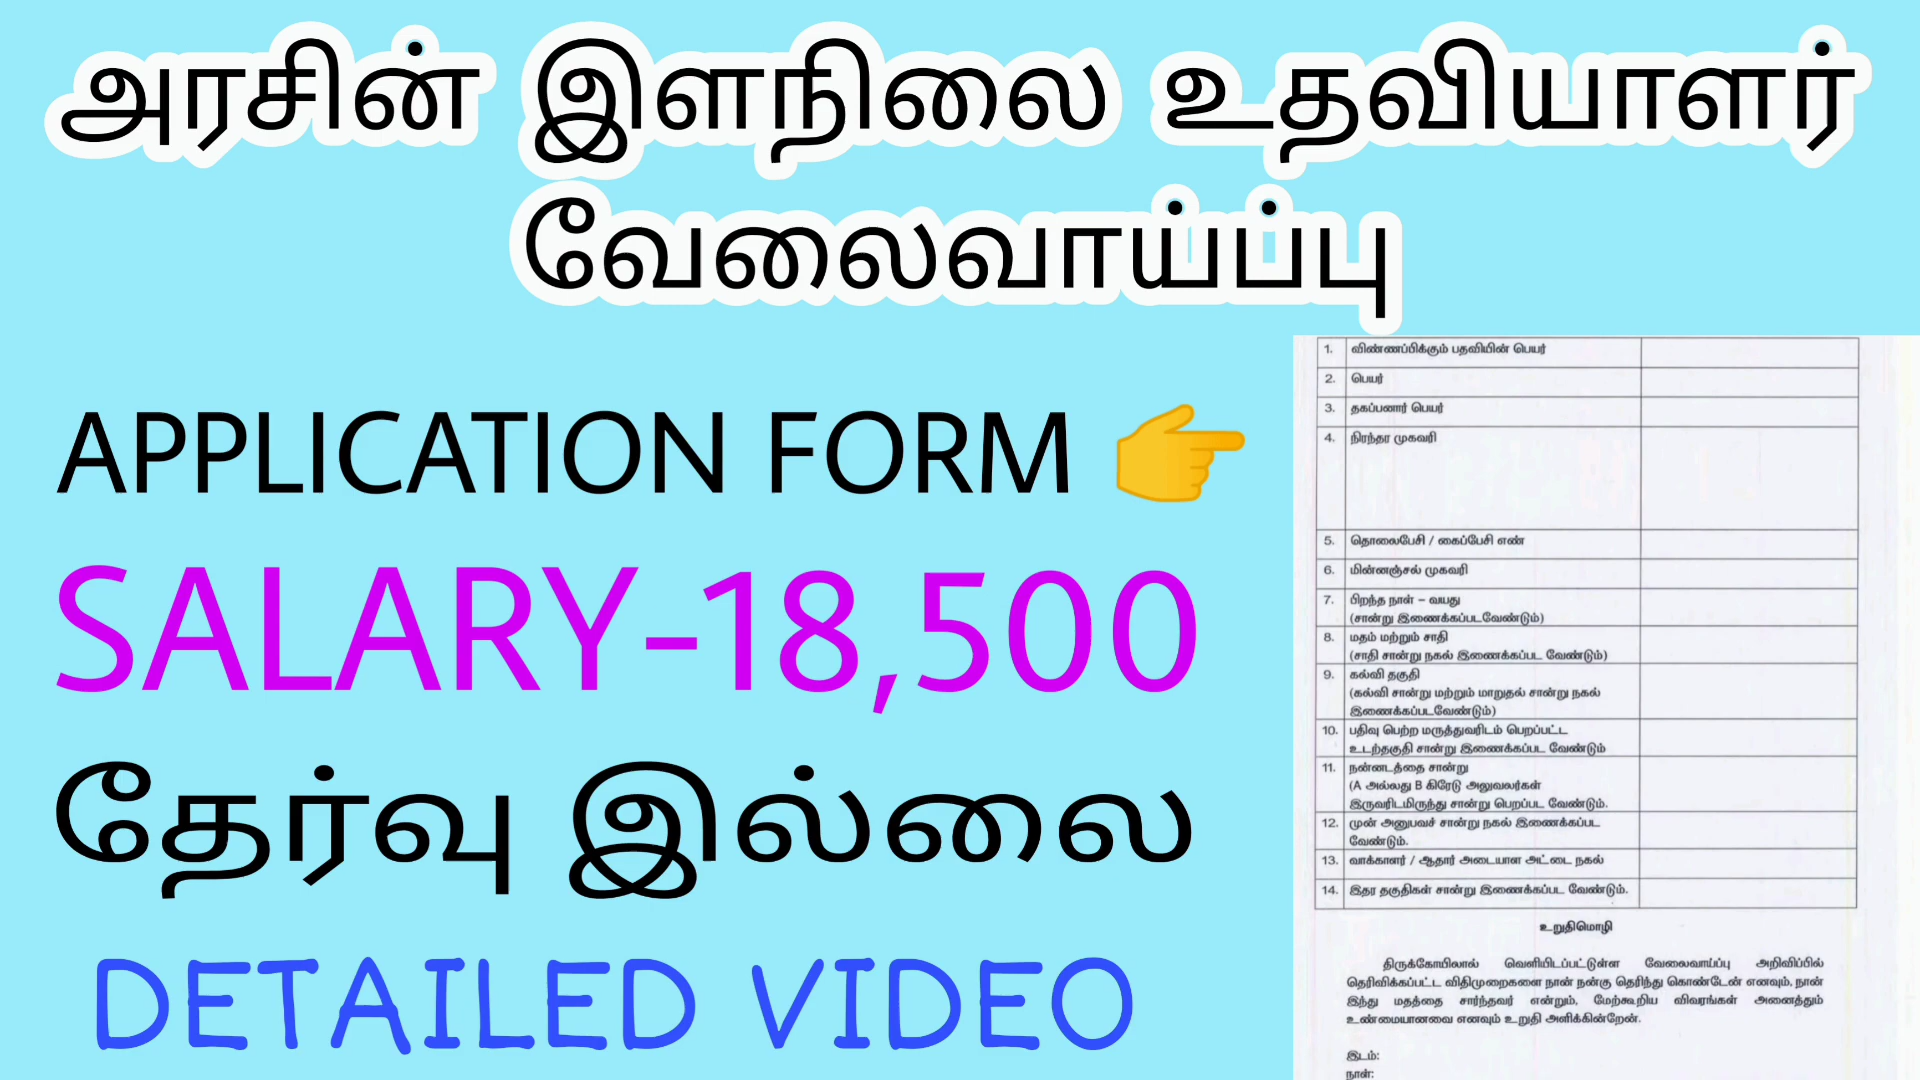 அரசின் இளநிலை உதவியாளர்
வேலைவாய்ப்பு
APPLICATION FORM 👉
SALARY-18,500
தேர்வு இல்லை
DETAILED VIDEO
1. விண்ணப்பிக்கும் பதவியின் பெயர்
2. பெயர்
3. தகப்பனார் பெயர்
4. நிரந்தர முகவரி
5. தொலைபேசி / கைப்பேசி எண்
6. மின்னஞ்சல் முகவரி
7. பிறந்த நாள் – வயது
(சான்று இணைக்கப்படவேண்டும்)
8. மதம் மற்றும் சாதி
(சாதி சான்று நகல் இணைக்கப்பட வேண்டும்)
9. கல்வி தகுதி
(கல்வி சான்று மற்றும் மாறுதல் சான்று நகல்
இணைக்கப்படவேண்டும்)
10. பதிவு பெற்ற மருத்துவரிடம் பெறப்பட்ட
உடற்தகுதி சான்று இணைக்கப்பட வேண்டும்
11. நன்னடத்தை சான்று
(A அல்லது B கிரேடு அலுவலர்கள்
இருவரிடமிருந்து சான்று பெறப்பட வேண்டும்.
12. முன் அனுபவச் சான்று நகல் இணைக்கப்பட
வேண்டும்.
13. வாக்காளர் / ஆதார் அடையாள அட்டை நகல்
14. இதர தகுதிகள் சான்று இணைக்கப்பட வேண்டும்.
உறுதிமொழி
திருக்கோயிலால் வெளியிடப்பட்டுள்ள வேலைவாய்ப்பு அறிவிப்பில்
தெரிவிக்கப்பட்ட விதிமுறைகளை நான் நன்கு தெரிந்து கொண்டேன் எனவும், நான்
இந்து மதத்தை சார்ந்தவர் என்றும், மேற்கூறிய விவரங்கள் அனைத்தும்
உண்மையானவை எனவும் உறுதி அளிக்கின்றேன்.
இடம்:
நாள்: